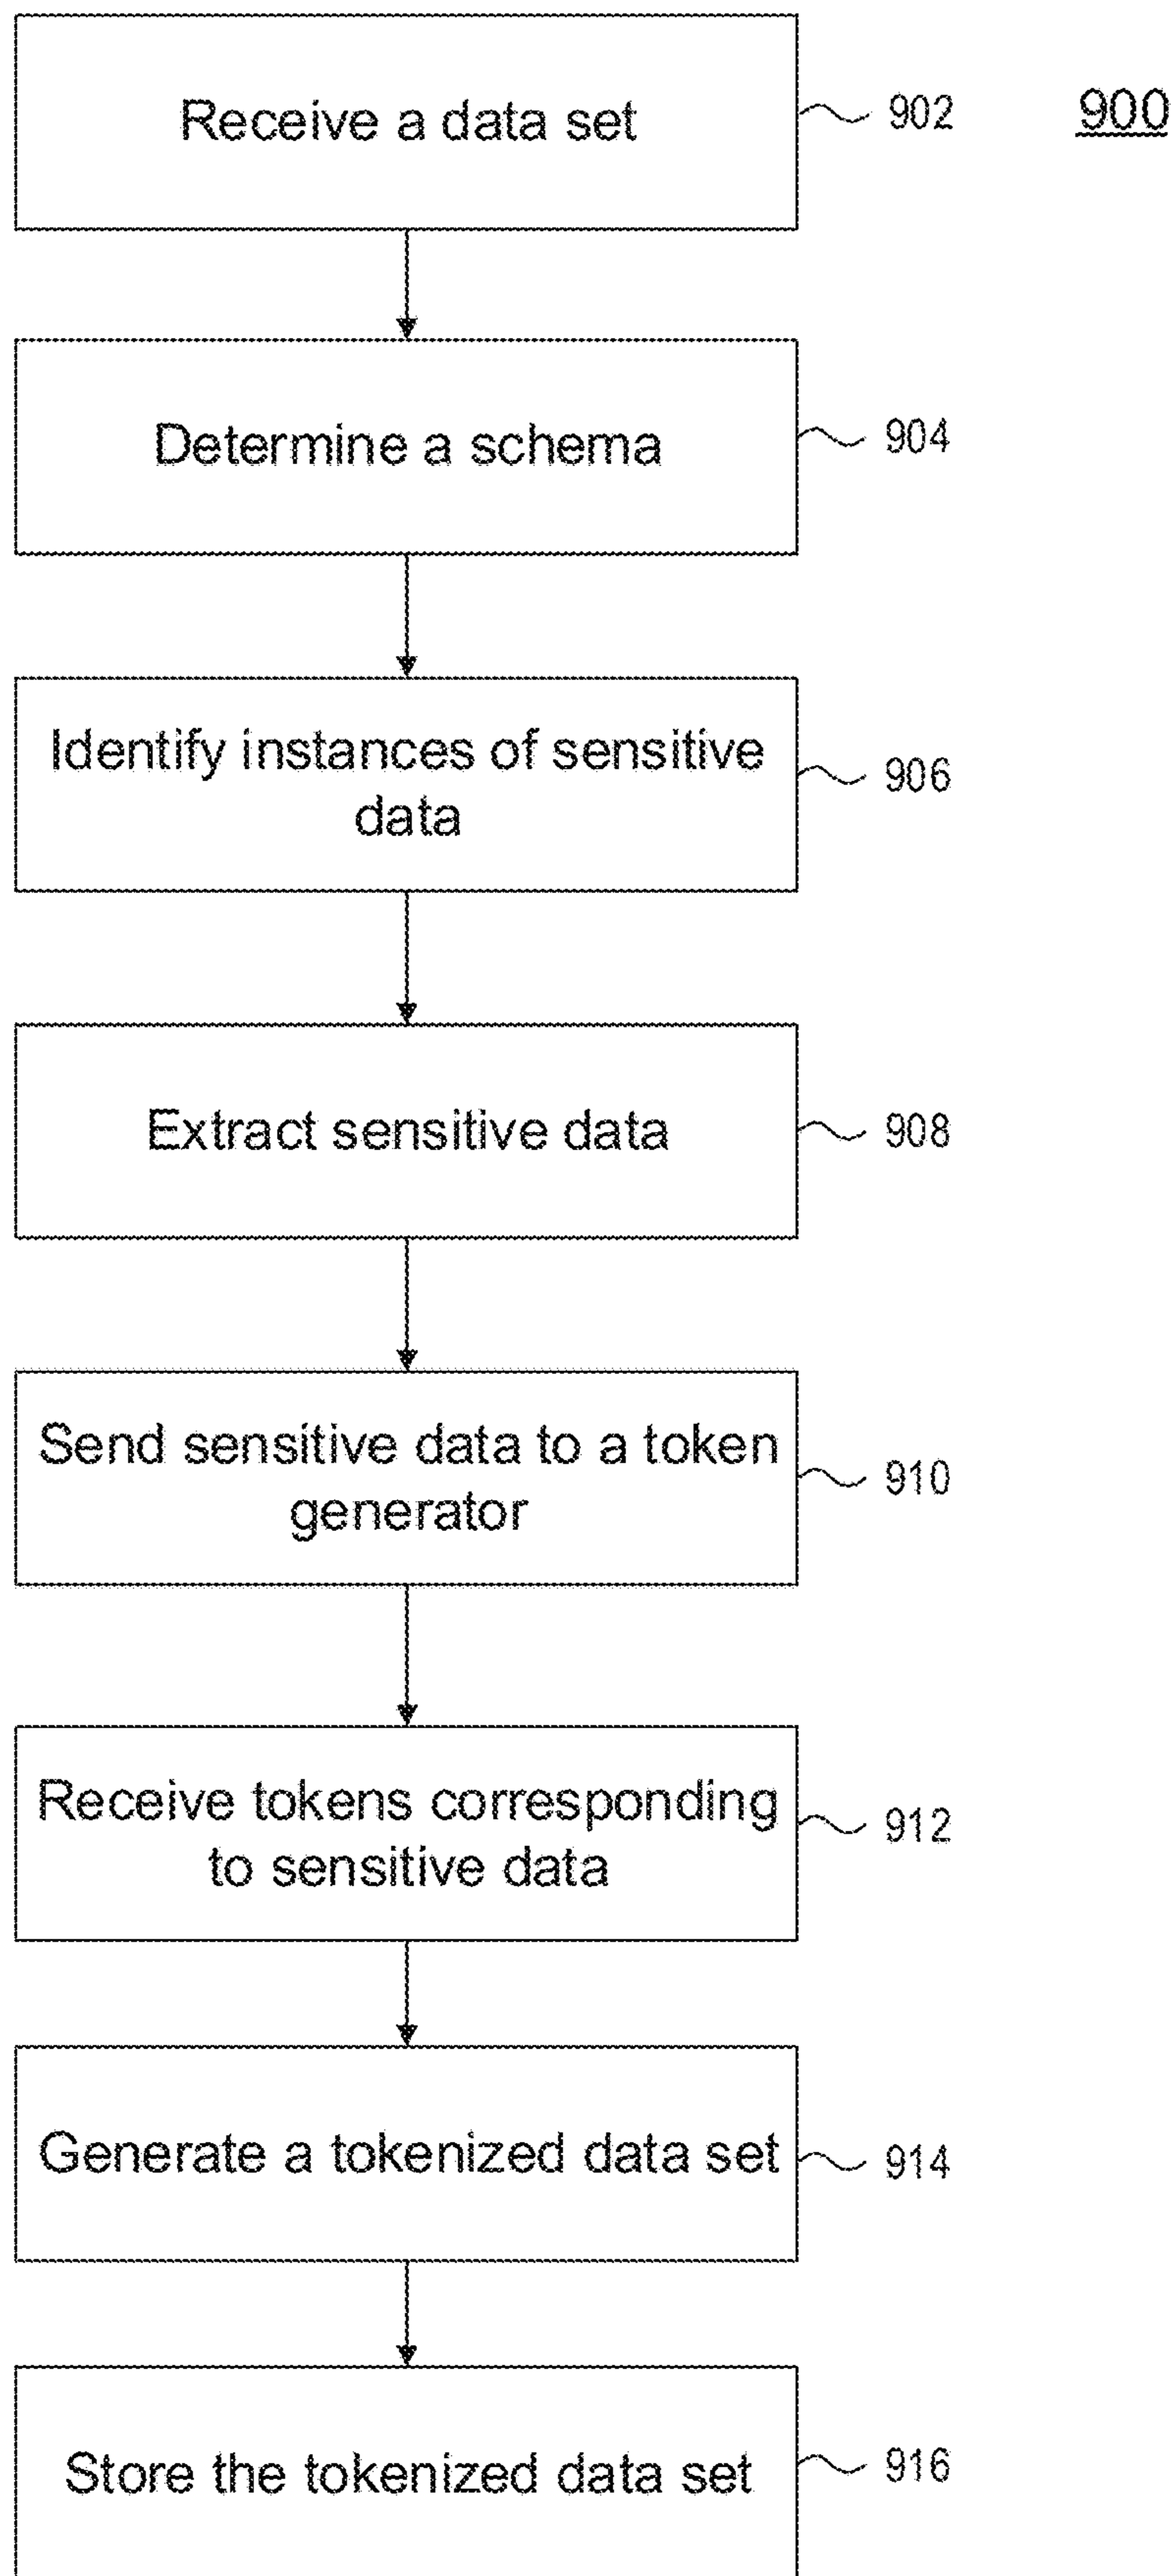 Receive a data set
902
900
Determine a schema
904
Identify instances of sensitive
data
906
Extract sensitive data
908
Send sensitive data to a token
generator
910
Receive tokens corresponding
to sensitive data
912
Generate a tokenized data set
914
Store the tokenized data set
916